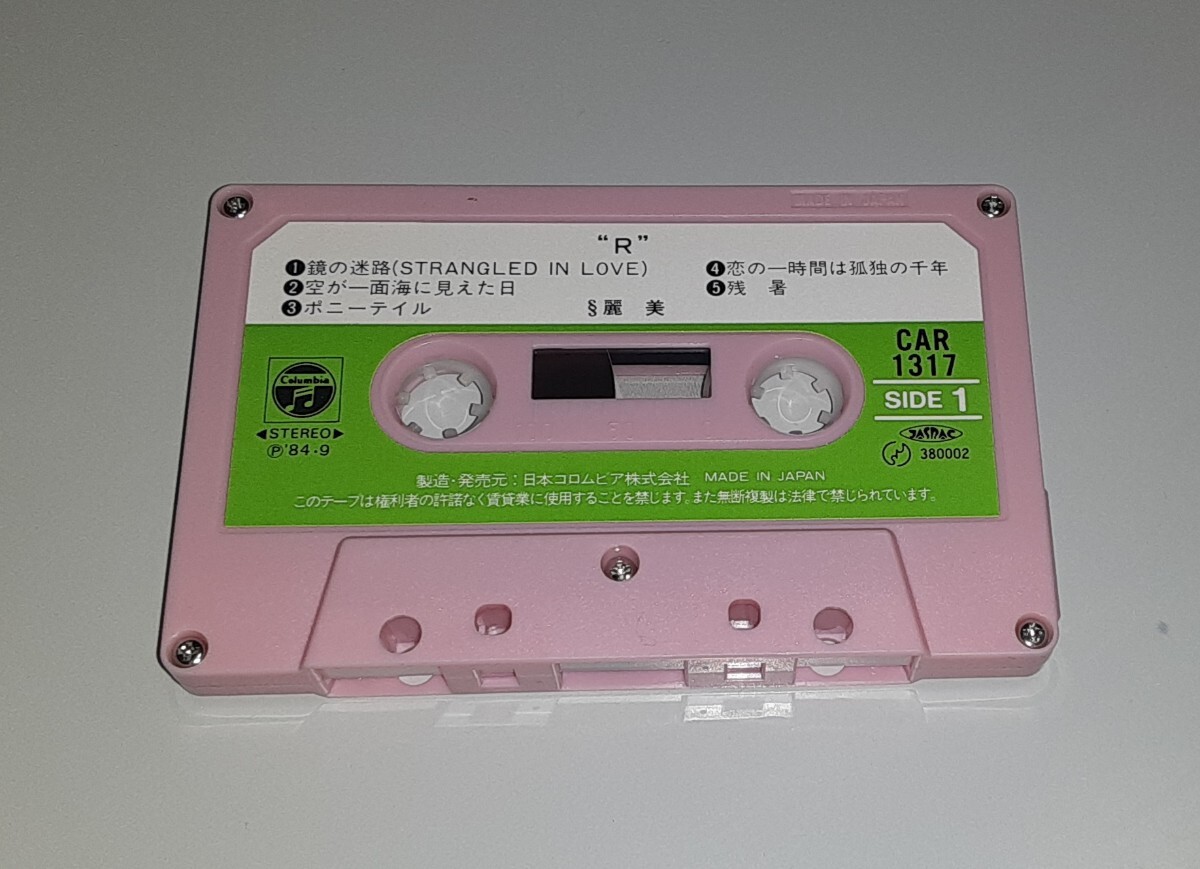 MADE IN JAPAN
“R”
❶鏡の迷路(STRANGLED IN LOVE)
❷空が一面海に見えた日
❸ポニーテイル
❹恋の一時間は孤独の千年
❺残 暑
§麗 美
Columbia
◀STEREO▶
Ⓟ'84・9
CAR
1317
SIDE 1
JASRAC
380002
製造・発売元：日本コロムビア株式会社 MADE IN JAPAN
このテープは権利者の許諾なく賃貸業に使用することを禁じます。また無断複製は法律で禁じられています。